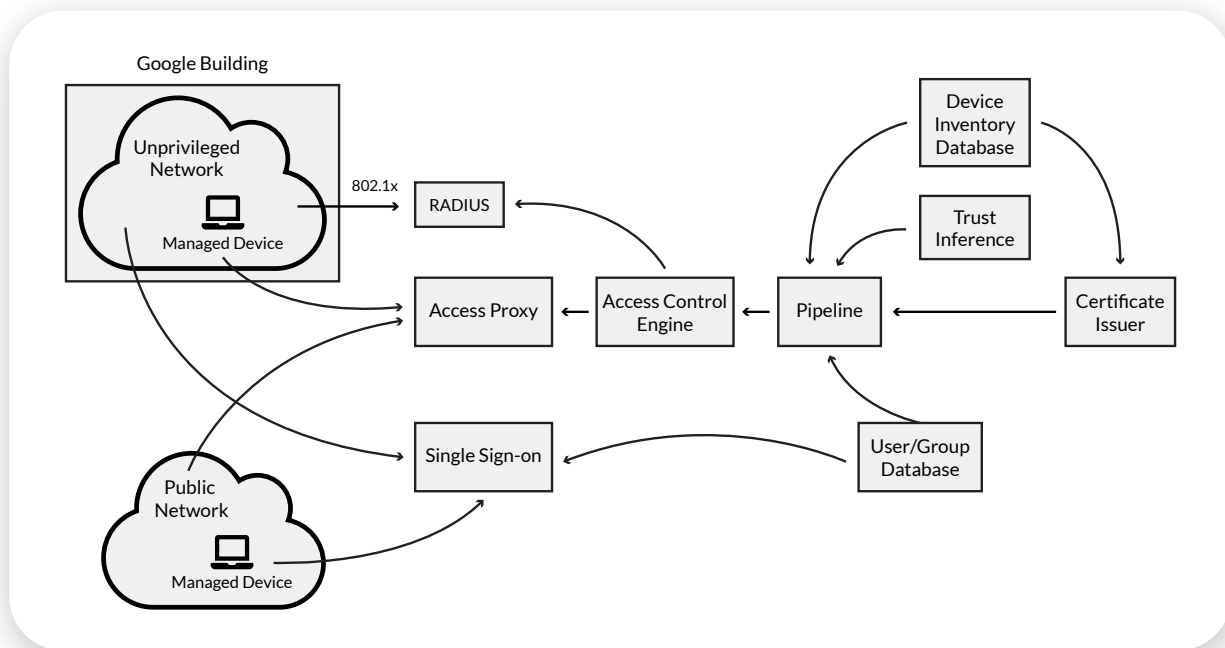 Google Building
Unprivileged
Network
Managed Device
802.1x
RADIUS
Device
Inventory
Database
Trust
Inference
Access Proxy
Access Control
Engine
Pipeline
Certificate
Issuer
Single Sign-on
User/Group
Database
Public
Network
Managed Device